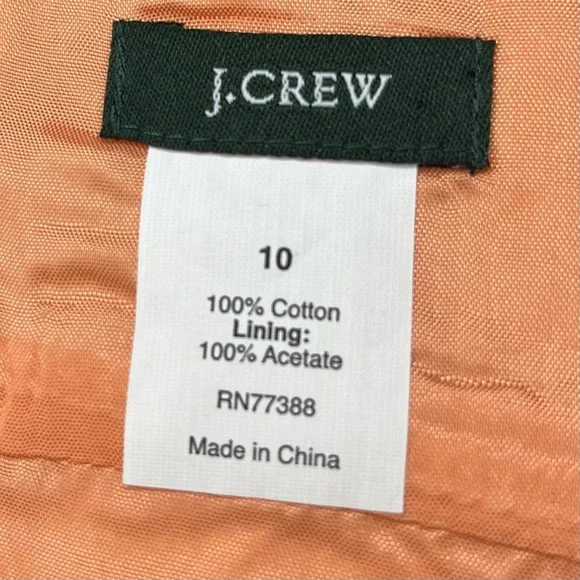 J.CREW
10
100% Cotton
Lining:
100% Acetate
RN77388
Made in China